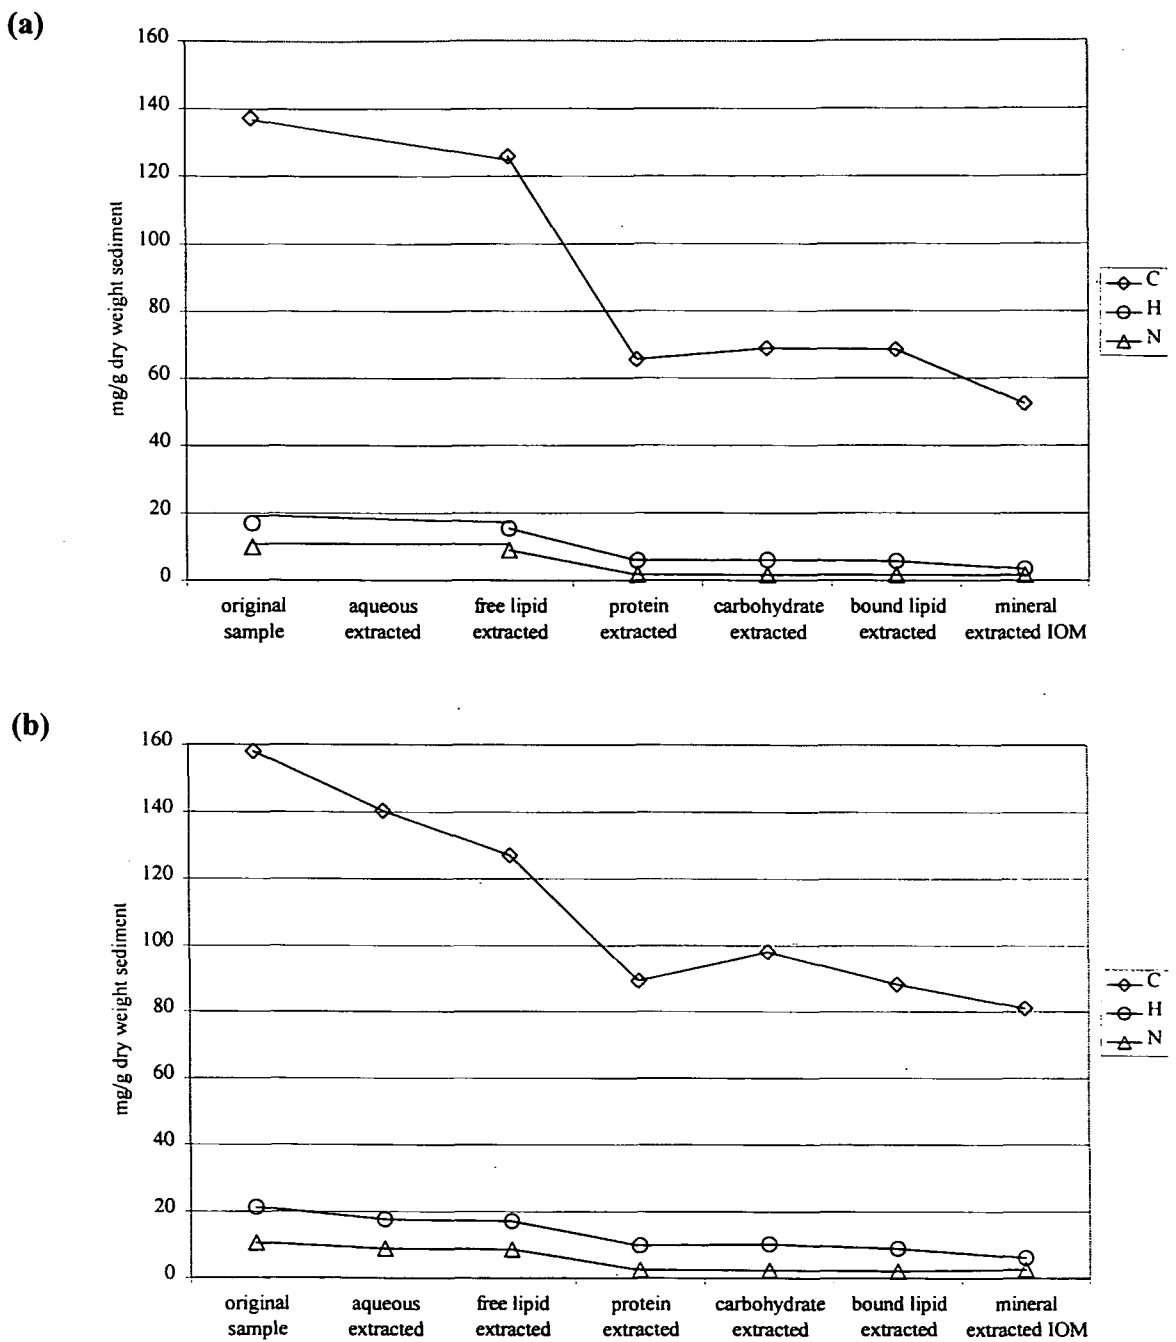 (a)
160
140
120
100
80
60
40
20
0
mg/g dry weight sediment
C
H
N
original sample
aqueous extracted
free lipid extracted
protein extracted
carbohydrate extracted
bound lipid extracted
mineral extracted IOM
(b)
160
140
120
100
80
60
40
20
0
mg/g dry weight sediment
C
H
N
original sample
aqueous extracted
free lipid extracted
protein extracted
carbohydrate extracted
bound lipid extracted
mineral extracted IOM